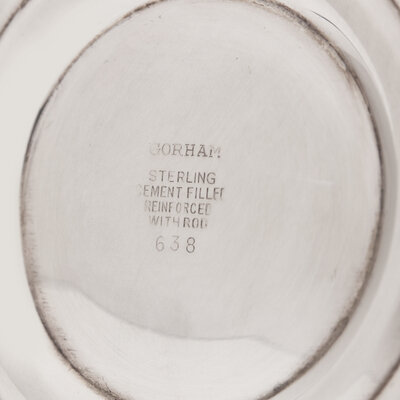 GORHAM
STERLING
CEMENT FILLED
REINFORCED
WITH ROD
638